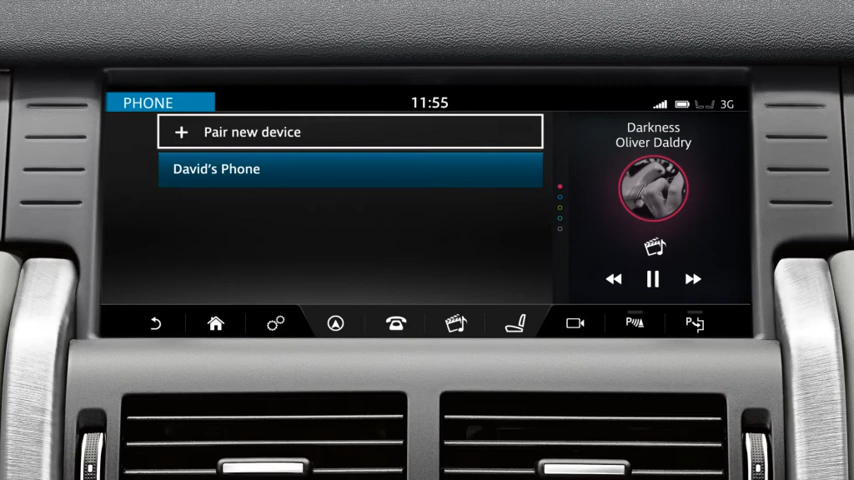 PHONE
11:55
3G
+ Pair new device
David's Phone
Darkness
Oliver Daldry
P
P